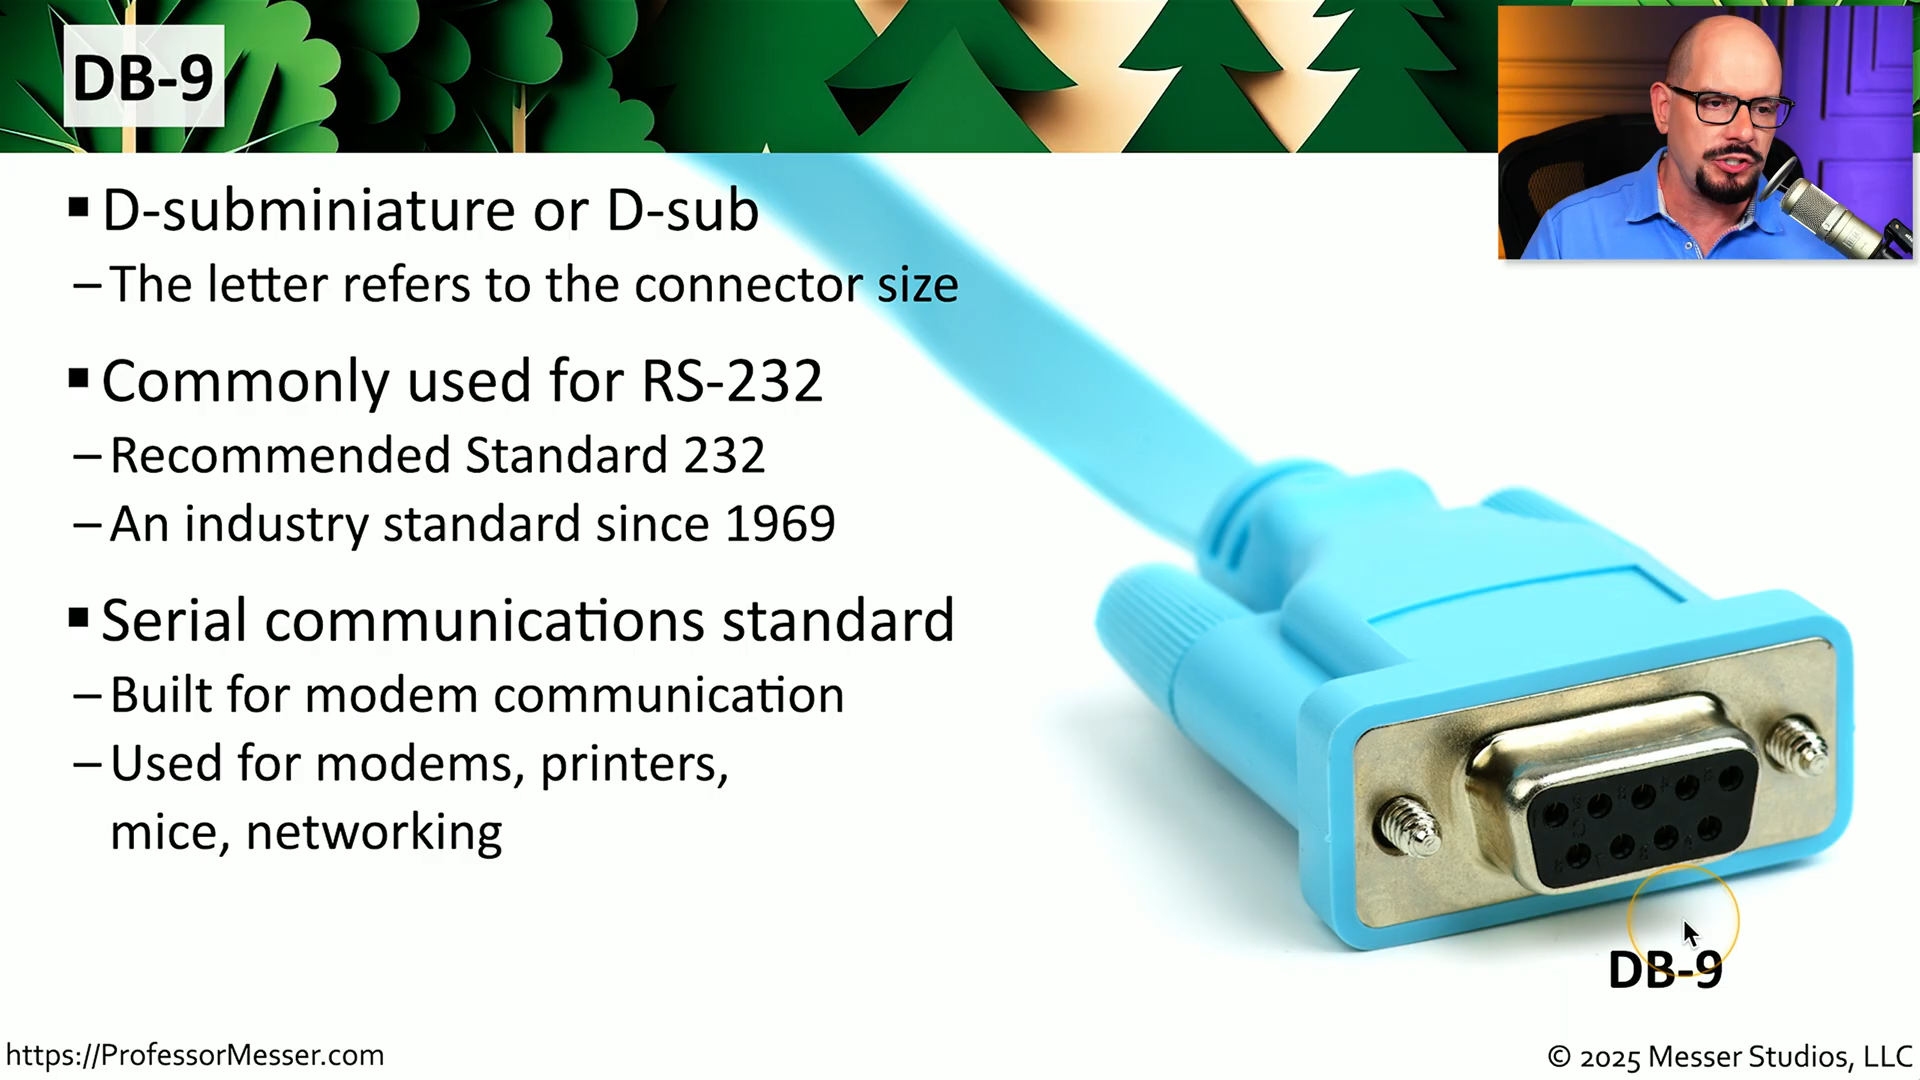 DB-9
▪ D-subminiature or D-sub
– The letter refers to the connector size
▪ Commonly used for RS-232
– Recommended Standard 232
– An industry standard since 1969
▪ Serial communications standard
– Built for modem communication
– Used for modems, printers,
mice, networking
DB-9
https://ProfessorMesser.com
© 2025 Messer Studios, LLC